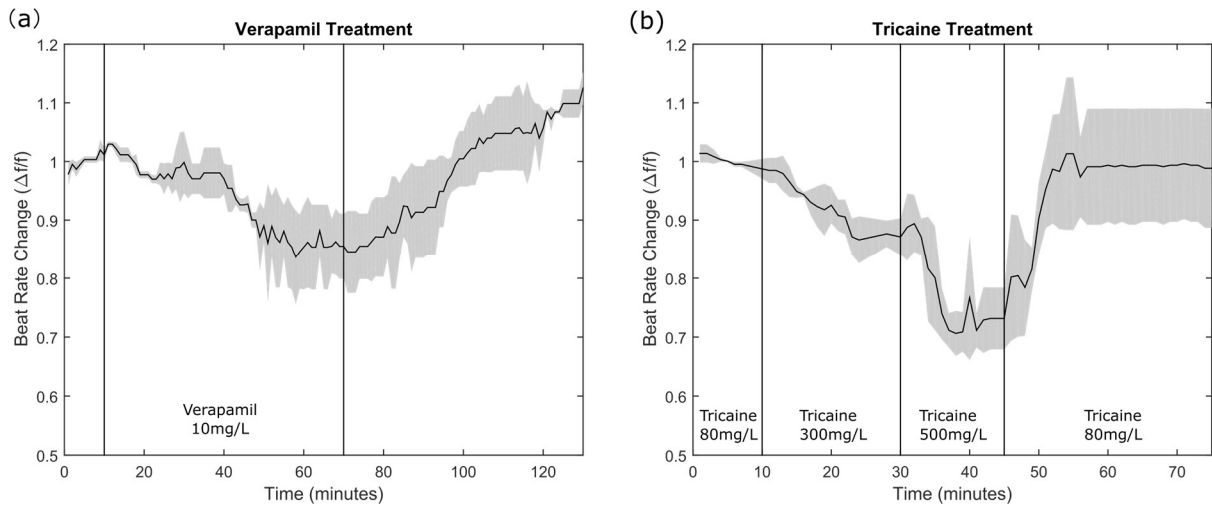 (a)
Verapamil Treatment
1.2
1.1
1
0.9
0.8
0.7
0.6
0.5
Beat Rate Change (Δf/f)
Verapamil
10mg/L
0 20 40 60 80 100 120
Time (minutes)
(b)
Tricaine Treatment
1.2
1.1
1
0.9
0.8
0.7
0.6
0.5
Beat Rate Change (Δf/f)
Tricaine
80mg/L
Tricaine
300mg/L
Tricaine
500mg/L
Tricaine
80mg/L
0 10 20 30 40 50 60 70
Time (minutes)